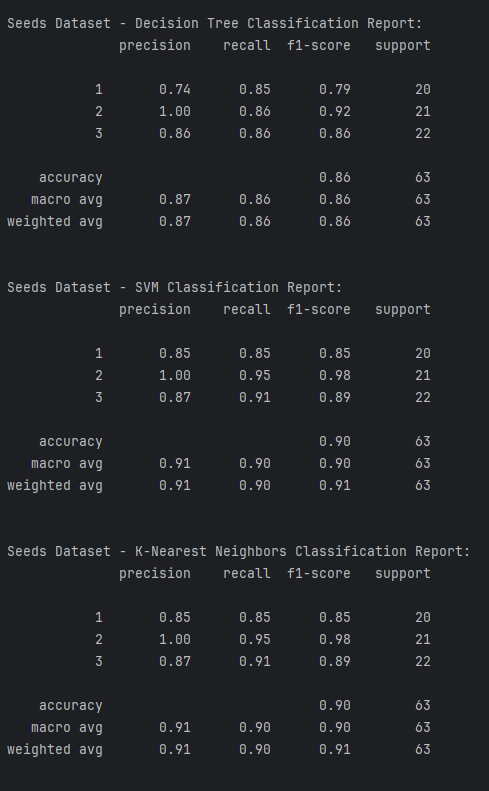 Seeds Dataset - Decision Tree Classification Report:
              precision    recall  f1-score   support

           1       0.74      0.85      0.79        20
           2       1.00      0.86      0.92        21
           3       0.86      0.86      0.86        22

    accuracy                           0.86        63
   macro avg       0.87      0.86      0.86        63
weighted avg       0.87      0.86      0.86        63

Seeds Dataset - SVM Classification Report:
              precision    recall  f1-score   support

           1       0.85      0.85      0.85        20
           2       1.00      0.95      0.98        21
           3       0.87      0.91      0.89        22

    accuracy                           0.90        63
   macro avg       0.91      0.90      0.90        63
weighted avg       0.91      0.90      0.91        63

Seeds Dataset - K-Nearest Neighbors Classification Report:
              precision    recall  f1-score   support

           1       0.85      0.85      0.85        20
           2       1.00      0.95      0.98        21
           3       0.87      0.91      0.89        22

    accuracy                           0.90        63
   macro avg       0.91      0.90      0.90        63
weighted avg       0.91      0.90      0.91        63